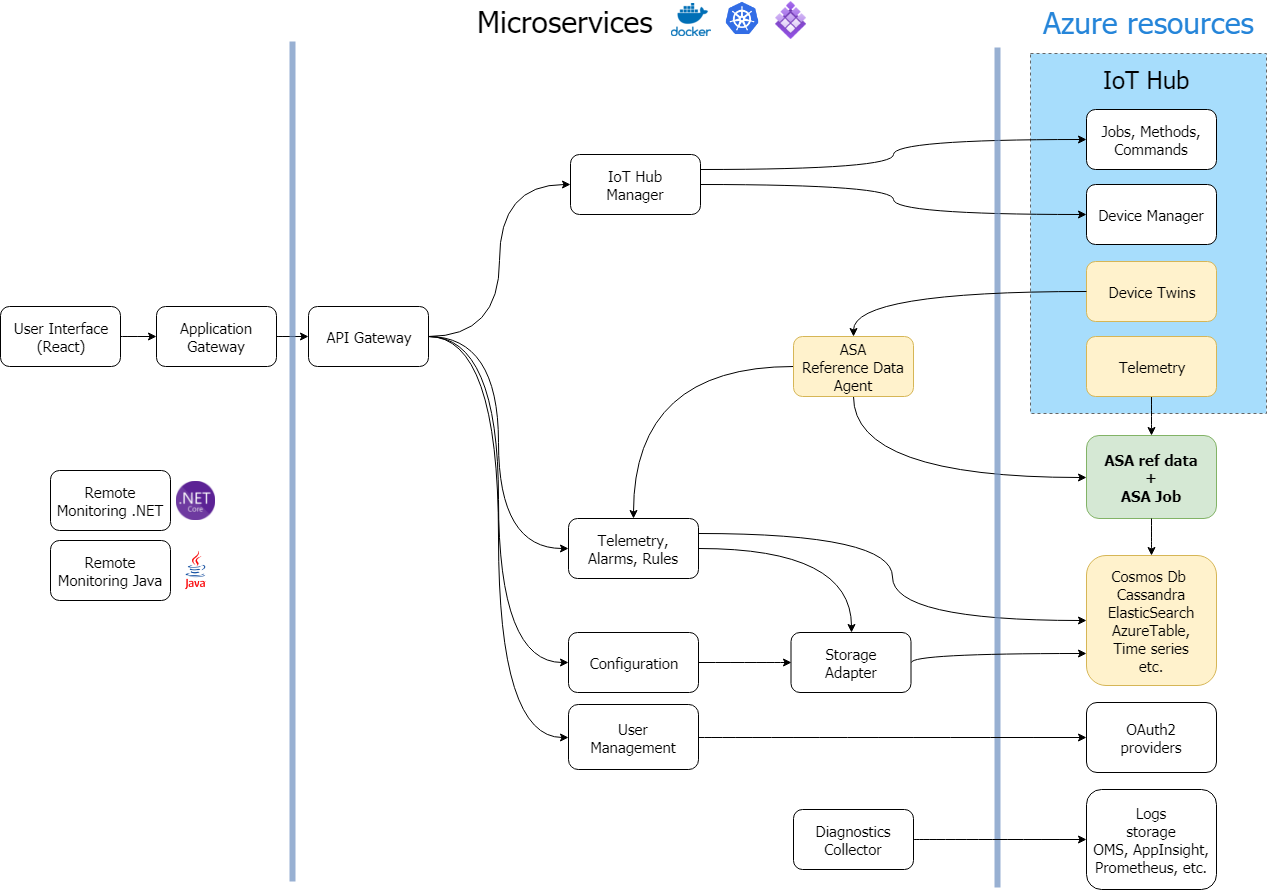 Microservices
docker
Azure resources
IoT Hub
Jobs, Methods,
Commands
IoT Hub
Manager
Device Manager
Device Twins
User Interface
(React)
Application
Gateway
API Gateway
ASA
Reference Data
Agent
Telemetry
ASA ref data
+
ASA Job
Remote
Monitoring .NET
.NET
Core
Remote
Monitoring Java
Java
Telemetry,
Alarms, Rules
Cosmos Db
Cassandra
ElasticSearch
AzureTable,
Time series
etc.
Configuration
Storage
Adapter
User
Management
OAuth2
providers
Diagnostics
Collector
Logs
storage
OMS, AppInsight,
Prometheus, etc.